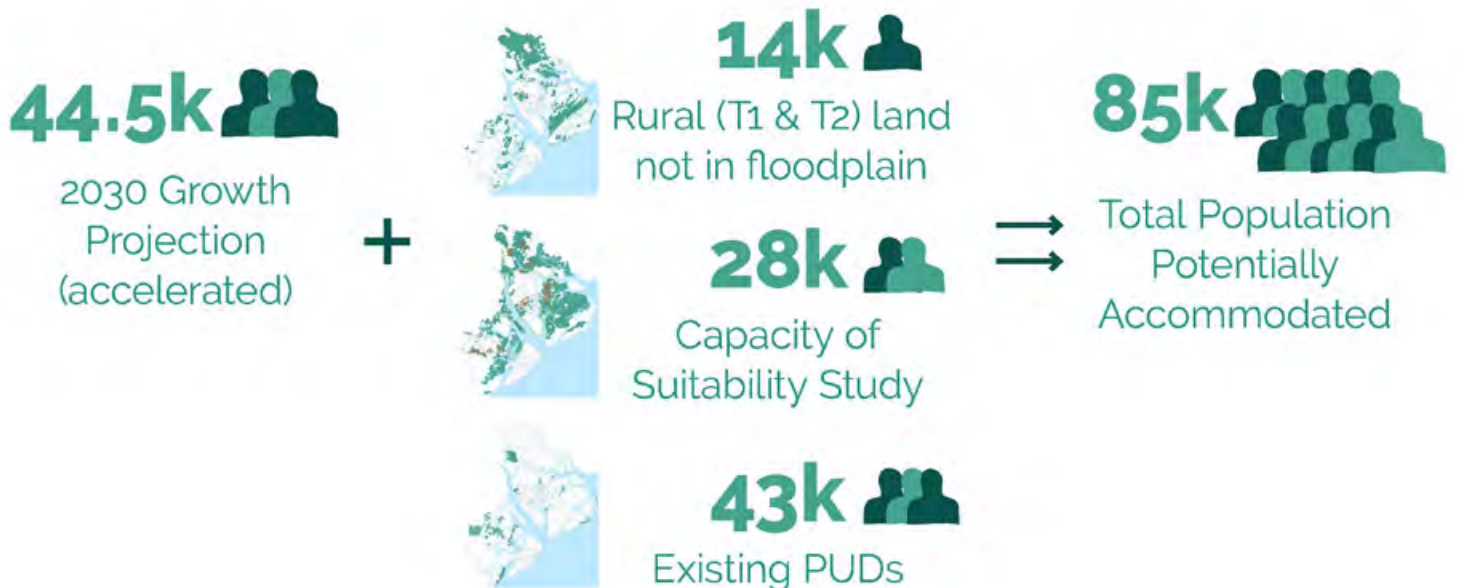 44.5k
2030 Growth
Projection
(accelerated)
+
14k
Rural (T1 & T2) land
not in floodplain
28k
Capacity of
Suitability Study
43k
Existing PUDs
85k
Total Population
Potentially
Accommodated